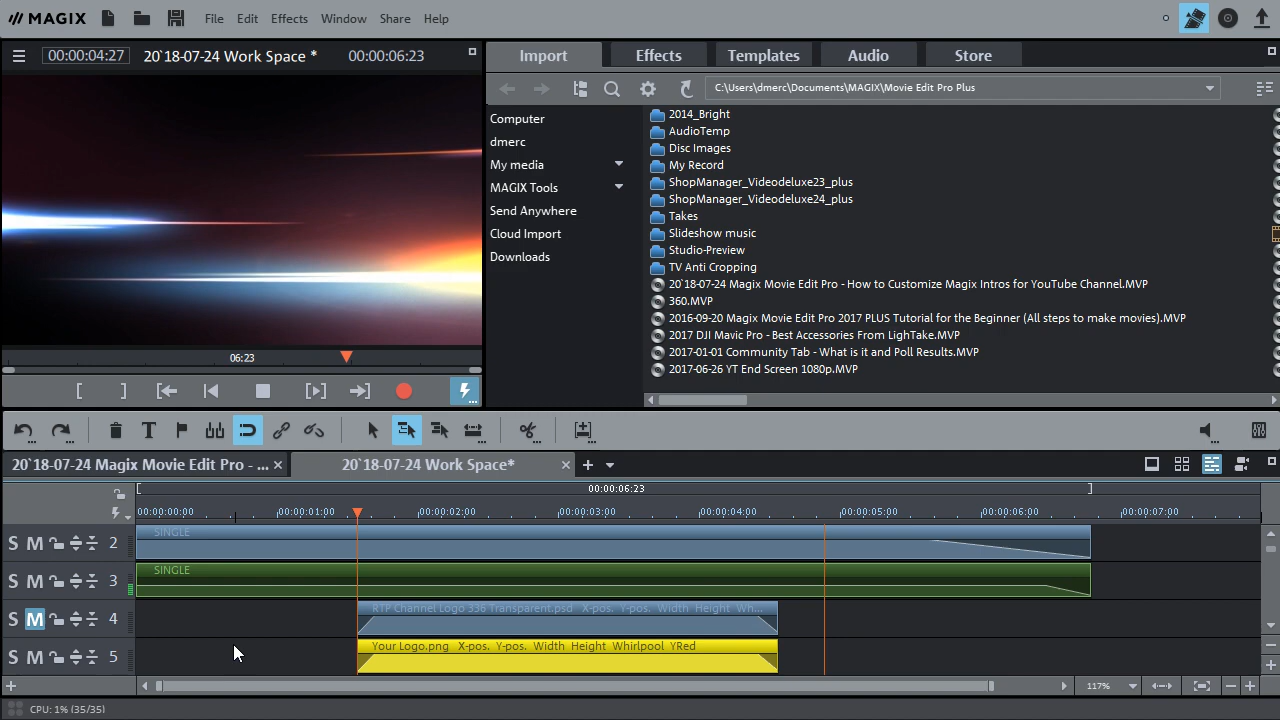 MAGIX File Edit Effects Window Share Help
00:00:04:27 20`18-07-24 Work Space * 00:00:06:23
Import Effects Templates Audio Store
C:\Users\dmerc\Documents\MAGIX\Movie Edit Pro Plus
Computer
dmerc
My media
MAGIX Tools
Send Anywhere
Cloud Import
Downloads
2014_Bright
AudioTemp
Disc Images
My Record
ShopManager_Videodeluxe23_plus
ShopManager_Videodeluxe24_plus
Takes
Slideshow music
Studio-Preview
TV Anti Cropping
20`18-07-24 Magix Movie Edit Pro - How to Customize Magix Intros for YouTube Channel.MVP
360.MVP
2016-09-20 Magix Movie Edit Pro 2017 PLUS Tutorial for the Beginner (All steps to make movies).MVP
2017 DJI Mavic Pro - Best Accessories From LighTake.MVP
2017-01-01 Community Tab - What is it and Poll Results.MVP
2017-06-26 YT End Screen 1080p.MVP
06:23
20`18-07-24 Magix Movie Edit Pro - ... 20`18-07-24 Work Space*
00:00:06:23
00:00:00:00 00:00:01:00 00:00:02:00 00:00:03:00 00:00:04:00 00:00:05:00 00:00:06:00 00:00:07:00
S M 2 SINGLE
S M 3 SINGLE
S M 4 RTP Channel Logo 336 Transparent.psd X-pos. Y-pos. Width Height Wh...
S M 5 Your Logo.png X-pos. Y-pos. Width Height Whirlpool YRed
117%
CPU: 1% (35/35)